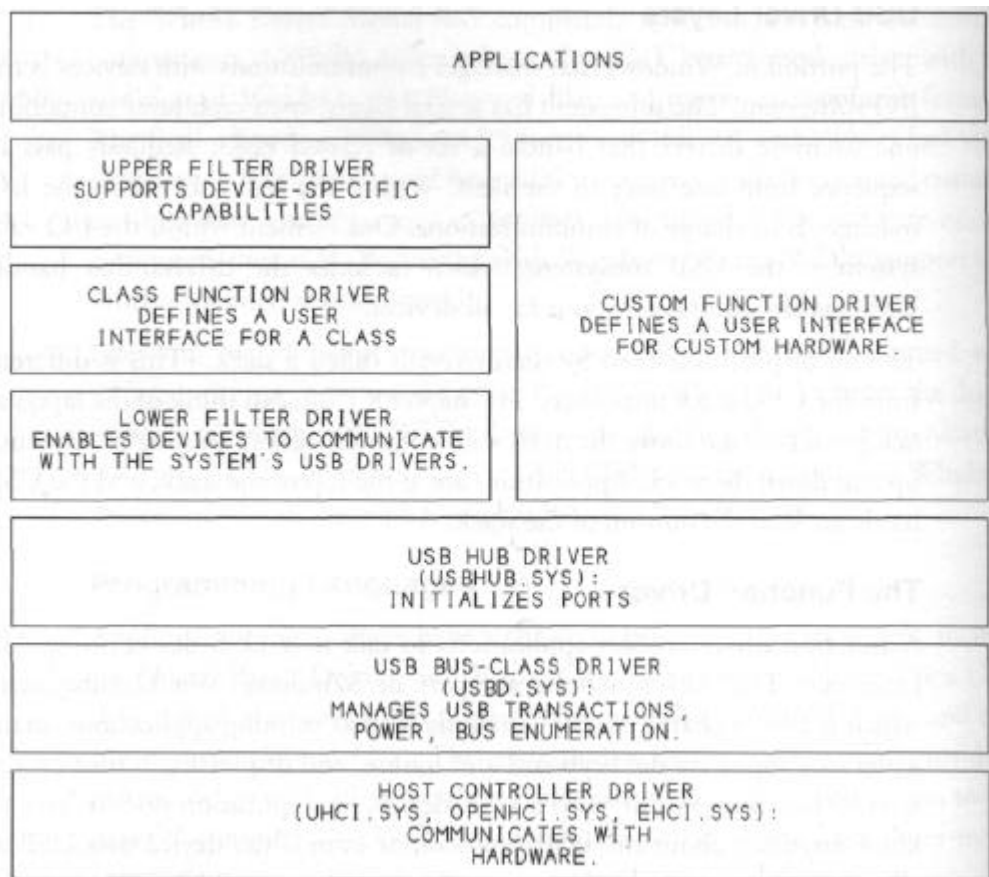 APPLICATIONS
UPPER FILTER DRIVER
SUPPORTS DEVICE-SPECIFIC
CAPABILITIES
CLASS FUNCTION DRIVER
DEFINES A USER
INTERFACE FOR A CLASS
LOWER FILTER DRIVER
ENABLES DEVICES TO COMMUNICATE
WITH THE SYSTEM'S USB DRIVERS
CUSTOM FUNCTION DRIVER
DEFINES A USER INTERFACE
FOR CUSTOM HARDWARE.
USB HUB DRIVER
(USBHUB.SYS):
INITIALIZES PORTS
USB BUS-CLASS DRIVER
(USBD.SYS):
MANAGES USB TRANSACTIONS,
POWER, BUS ENUMERATION.
HOST CONTROLLER DRIVER
(UHCI.SYS, OPENHCI.SYS, EHCI.SYS):
COMMUNICATES WITH
HARDWARE.